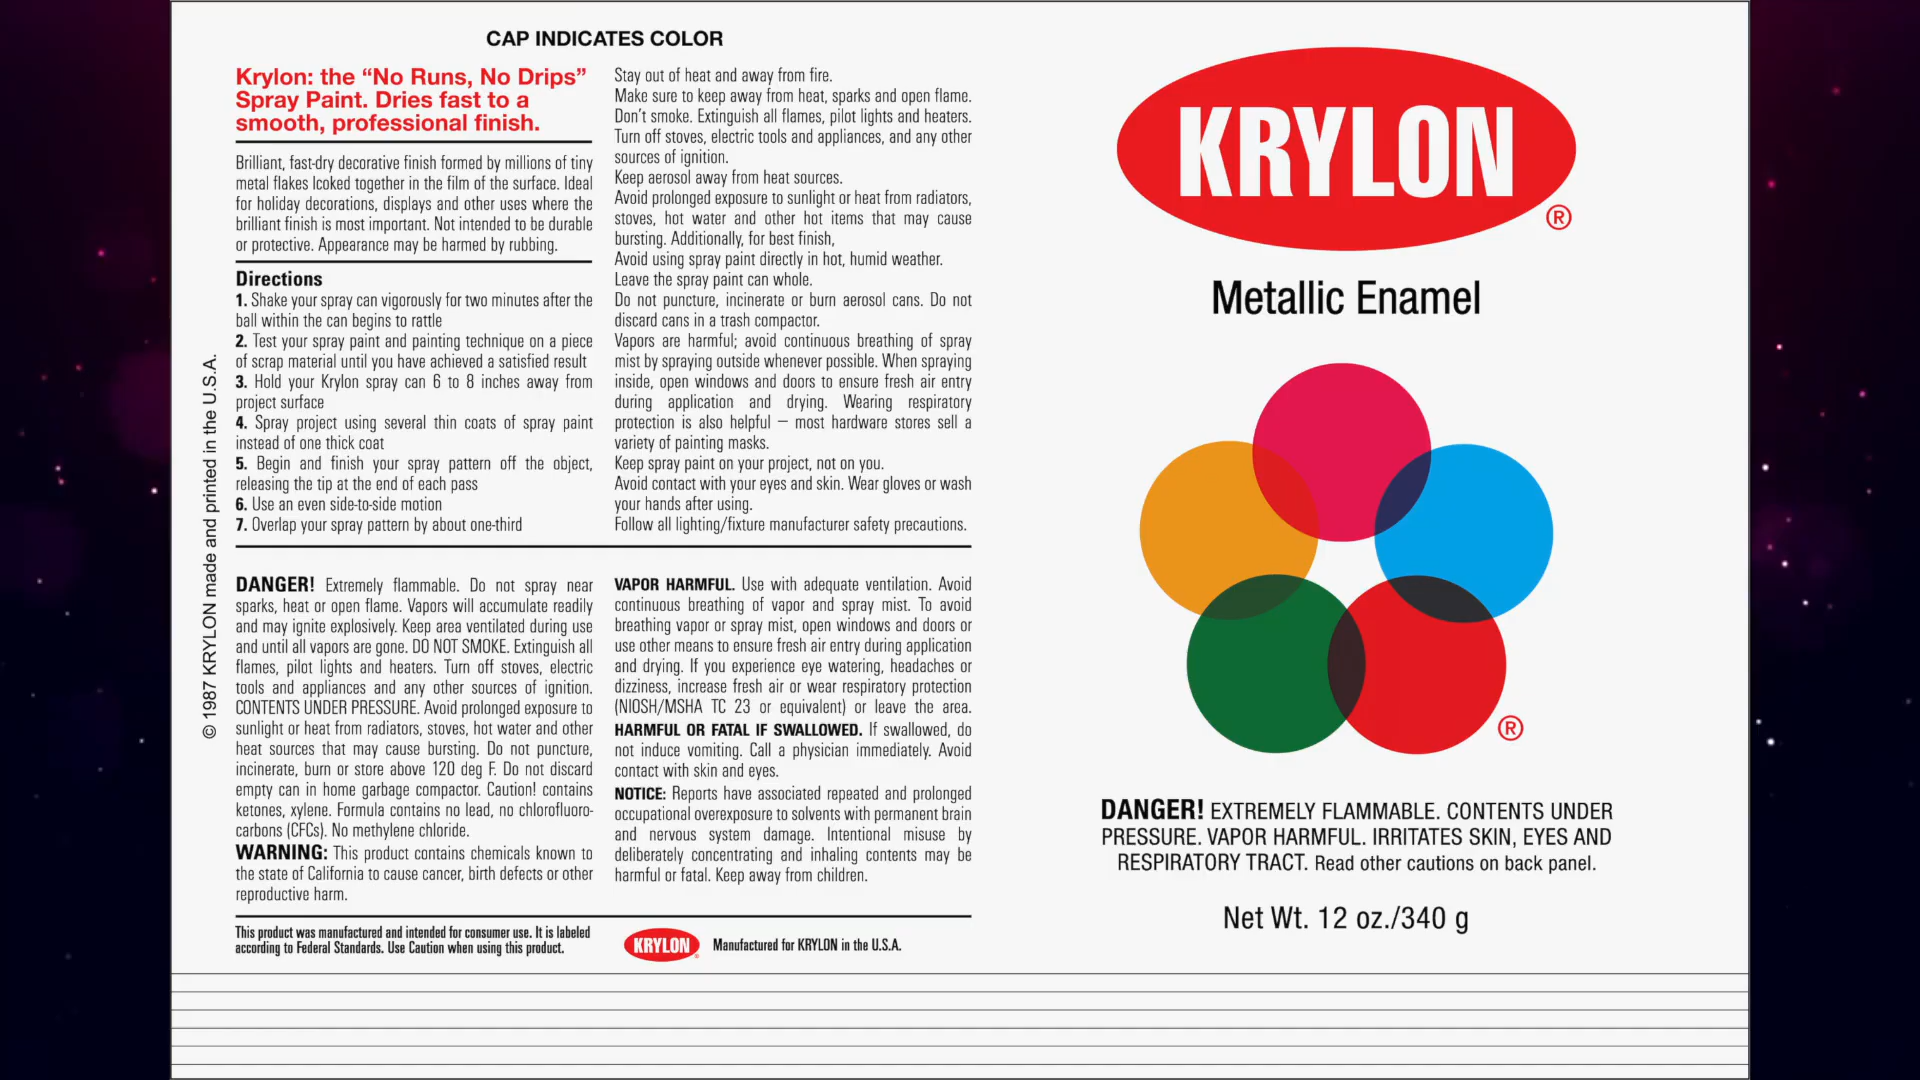 CAP INDICATES COLOR
Krylon: the “No Runs, No Drips”
Spray Paint. Dries fast to a
smooth, professional finish.
Brilliant, fast-dry decorative finish formed by millions of tiny
metal flakes lcoked together in the film of the surface. Ideal
for holiday decorations, displays and other uses where the
brilliant finish is most important. Not intended to be durable
or protective. Appearance may be harmed by rubbing.
Directions
1. Shake your spray can vigorously for two minutes after the
ball within the can begins to rattle
2. Test your spray paint and painting technique on a piece
of scrap material until you have achieved a satisfied result
3. Hold your Krylon spray can 6 to 8 inches away from
project surface
4. Spray project using several thin coats of spray paint
instead of one thick coat
5. Begin and finish your spray pattern off the object,
releasing the tip at the end of each pass
6. Use an even side-to-side motion
7. Overlap your spray pattern by about one-third
Stay out of heat and away from fire.
Make sure to keep away from heat, sparks and open flame.
Don’t smoke. Extinguish all flames, pilot lights and heaters.
Turn off stoves, electric tools and appliances, and any other
sources of ignition.
Keep aerosol away from heat sources.
Avoid prolonged exposure to sunlight or heat from radiators,
stoves, hot water and other hot items that may cause
bursting. Additionally, for best finish,
Avoid using spray paint directly in hot, humid weather.
Leave the spray paint can whole.
Do not puncture, incinerate or burn aerosol cans. Do not
discard cans in a trash compactor.
Vapors are harmful; avoid continuous breathing of spray
mist by spraying outside whenever possible. When spraying
inside, open windows and doors to ensure fresh air entry
during application and drying. Wearing respiratory
protection is also helpful – most hardware stores sell a
variety of painting masks.
Keep spray paint on your project, not on you.
Avoid contact with your eyes and skin. Wear gloves or wash
your hands after using.
Follow all lighting/fixture manufacturer safety precautions.
© 1987 KRYLON made and printed in the U.S.A.
DANGER! Extremely flammable. Do not spray near
sparks, heat or open flame. Vapors will accumulate readily
and may ignite explosively. Keep area ventilated during use
and until all vapors are gone. DO NOT SMOKE. Extinguish all
flames, pilot lights and heaters. Turn off stoves, electric
tools and appliances and any other sources of ignition.
CONTENTS UNDER PRESSURE. Avoid prolonged exposure to
sunlight or heat from radiators, stoves, hot water and other
heat sources that may cause bursting. Do not puncture,
incinerate, burn or store above 120 deg F. Do not discard
empty can in home garbage compactor. Caution! contains
ketones, xylene. Formula contains no lead, no chlorofluoro-
carbons (CFCs). No methylene chloride.
WARNING: This product contains chemicals known to
the state of California to cause cancer, birth defects or other
reproductive harm.
VAPOR HARMFUL. Use with adequate ventilation. Avoid
continuous breathing of vapor and spray mist. To avoid
breathing vapor or spray mist, open windows and doors or
use other means to ensure fresh air entry during application
and drying. If you experience eye watering, headaches or
dizziness, increase fresh air or wear respiratory protection
(NIOSH/MSHA TC 23 or equivalent) or leave the area.
HARMFUL OR FATAL IF SWALLOWED. If swallowed, do
not induce vomiting. Call a physician immediately. Avoid
contact with skin and eyes.
NOTICE: Reports have associated repeated and prolonged
occupational overexposure to solvents with permanent brain
and nervous system damage. Intentional misuse by
deliberately concentrating and inhaling contents may be
harmful or fatal. Keep away from children.
This product was manufactured and intended for consumer use. It is labeled
according to Federal Standards. Use Caution when using this product.
KRYLON
Manufactured for KRYLON in the U.S.A.
KRYLON
®
Metallic Enamel
®
DANGER! EXTREMELY FLAMMABLE. CONTENTS UNDER
PRESSURE. VAPOR HARMFUL. IRRITATES SKIN, EYES AND
RESPIRATORY TRACT. Read other cautions on back panel.
Net Wt. 12 oz./340 g